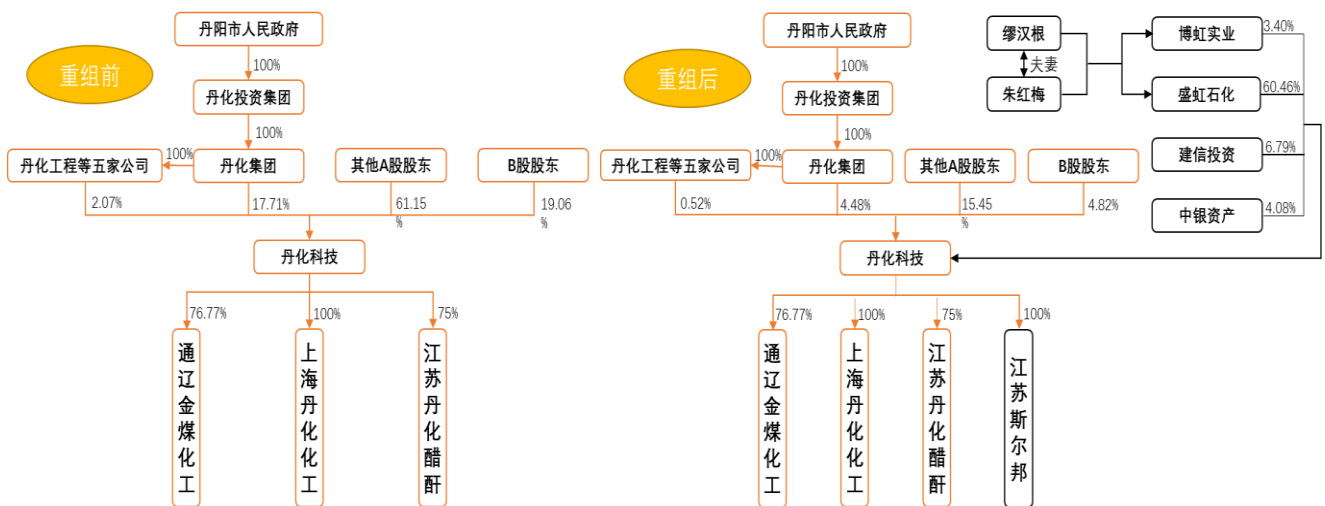 重组前
丹阳市人民政府
100%
丹化投资集团
100%
丹化工程等五家公司
100%
丹化集团
其他A股股东
B股股东
2.07%
17.71%
61.15
%
19.06
%
丹化科技
76.77%
100%
75%
通辽金煤化工
上海丹化化工
江苏丹化醋酐
重组后
丹阳市人民政府
100%
丹化投资集团
100%
丹化工程等五家公司
100%
丹化集团
其他A股股东
B股股东
0.52%
4.48%
15.45
%
4.82%
缪汉根
夫妻
朱红梅
博虹实业
3.40%
盛虹石化
60.46%
建信投资
6.79%
中银资产
4.08%
丹化科技
76.77%
100%
75%
100%
通辽金煤化工
上海丹化化工
江苏丹化醋酐
江苏斯尔邦